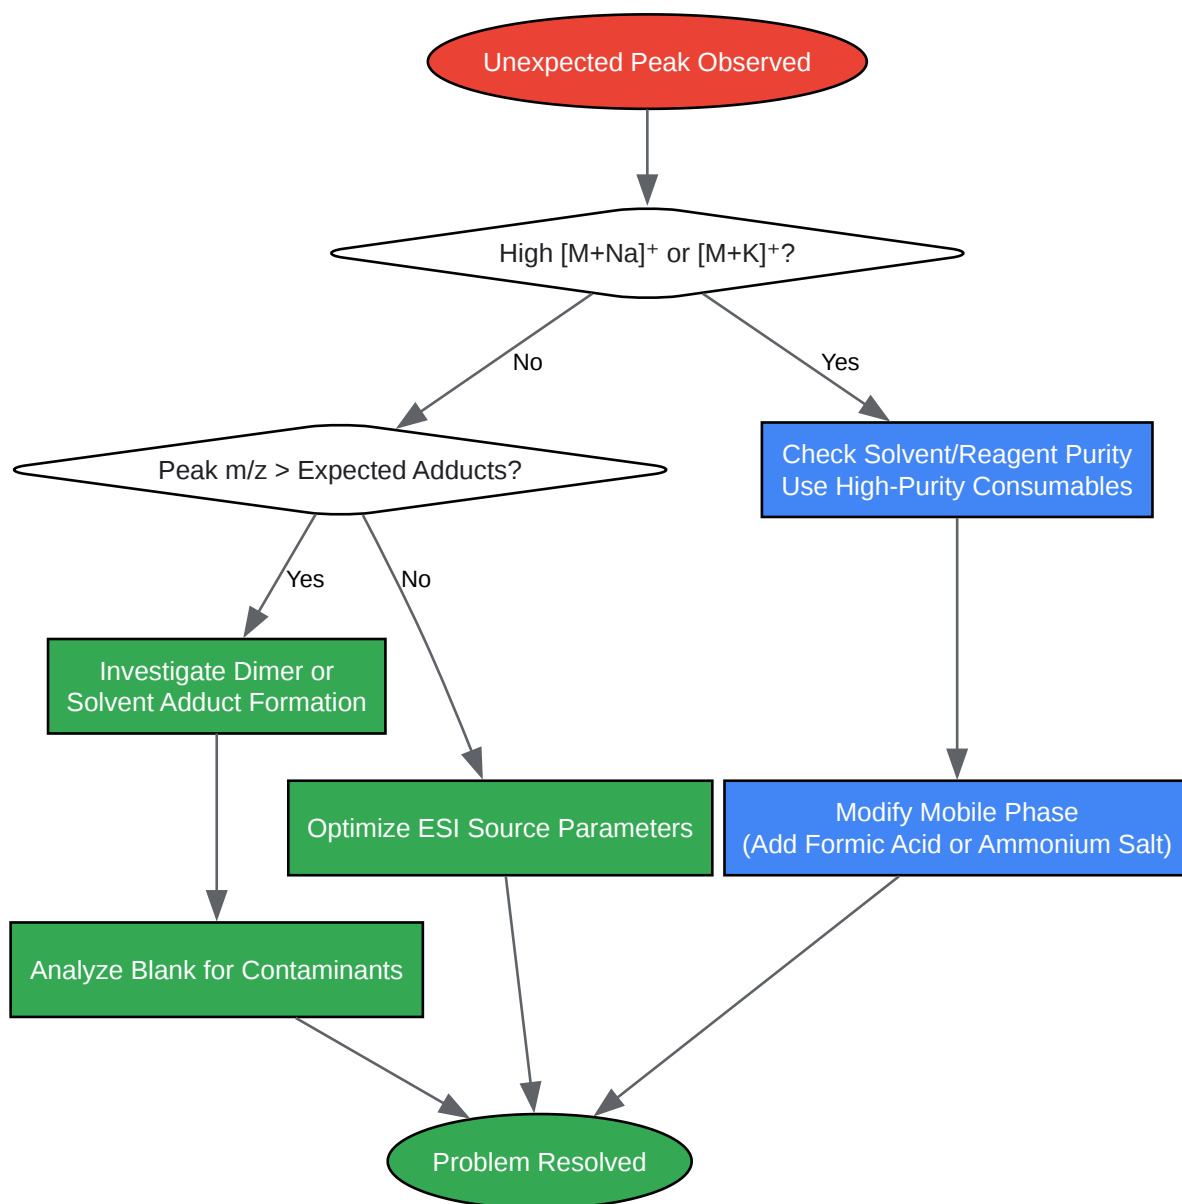 Unexpected Peak Observed
High [M+Na]⁺ or [M+K]⁺?
No
Yes
Peak m/z > Expected Adducts?
Check Solvent/Reagent Purity
Use High-Purity Consumables
Yes
No
Investigate Dimer or
Solvent Adduct Formation
Optimize ESI Source Parameters
Modify Mobile Phase
(Add Formic Acid or Ammonium Salt)
Analyze Blank for Contaminants
Problem Resolved